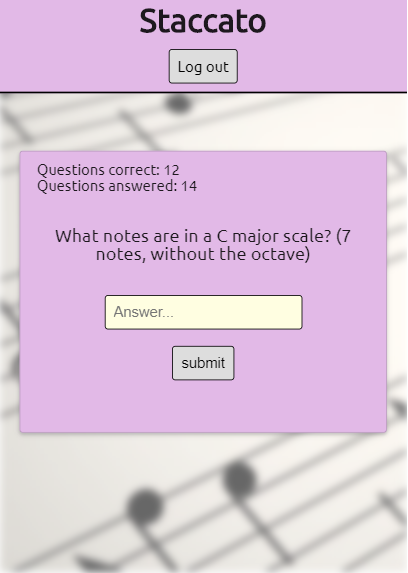 Staccato
Log out
Questions correct: 12
Questions answered: 14
What notes are in a C major scale? (7
notes, without the octave)
Answer...
submit